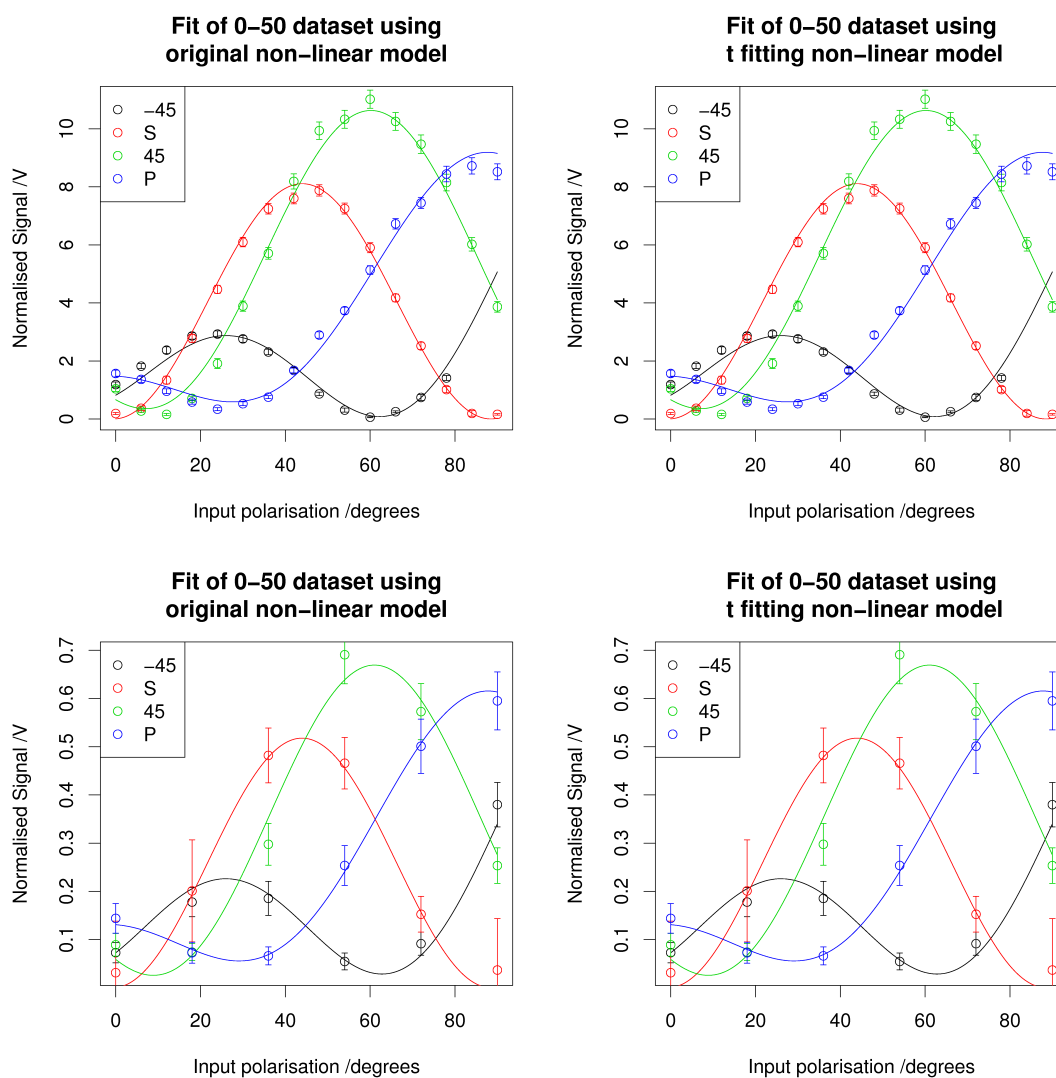 Fit of 0−50 dataset using
original non−linear model
Normalised Signal /V
0 2 4 6 8 10
−45
S
45
P
0 20 40 60 80
Input polarisation /degrees
Fit of 0−50 dataset using
t fitting non−linear model
Normalised Signal /V
0 2 4 6 8 10
−45
S
45
P
0 20 40 60 80
Input polarisation /degrees
Fit of 0−50 dataset using
original non−linear model
Normalised Signal /V
0.1 0.2 0.3 0.4 0.5 0.6 0.7
−45
S
45
P
0 20 40 60 80
Input polarisation /degrees
Fit of 0−50 dataset using
t fitting non−linear model
Normalised Signal /V
0.1 0.2 0.3 0.4 0.5 0.6 0.7
−45
S
45
P
0 20 40 60 80
Input polarisation /degrees